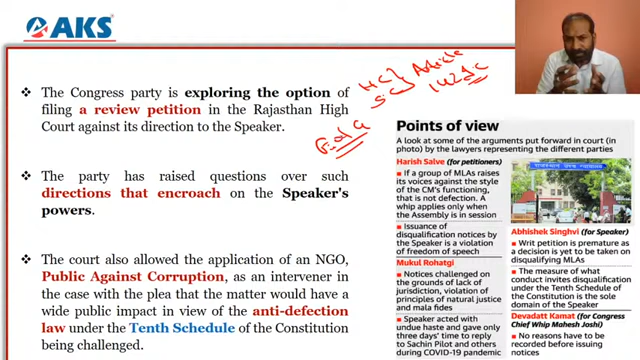 AKS
❖ The Congress party is exploring the option of
filing a review petition in the Rajasthan High
Court against its direction to the Speaker.
❖ The party has raised questions over such
directions that encroach on the Speaker's
powers.
❖ The court also allowed the application of an NGO,
Public Against Corruption, as an intervener in
the case with the plea that the matter would have
a wide public impact in view of the anti-defection
law under the Tenth Schedule of the Constitution
being challenged.
HC } Article
SC 142
Points of view
A look at some of the arguments put forward in court (in
photo) by the lawyers representing the different parties
Harish Salve (for petitioners)
If a group of MLAs raises
its voices against the style
of the CM's functioning,
that is not defection. A
whip applies only when
the Assembly is in session
Issuance of
disqualification notices by
the Speaker is a violation
of freedom of speech
Mukul Rohatgi
Notices challenged on
the grounds of lack of
jurisdiction, violation of
principles of natural justice
and mala fides
Speaker acted with
undue haste and gave only
three days' time to reply
to Sachin Pilot and others
during COVID-19 pandemic
Abhishek Singhvi (for Speaker)
Writ petition is premature as
a decision is yet to be taken on
disqualifying MLAs
The measure of what
conduct invites disqualification
under the Tenth Schedule of
the Constitution is the sole
domain of the Speaker
Devadatt Kamat (for Congress
Chief Whip Mahesh Joshi)
No reasons have to be
recorded before issuing
notices